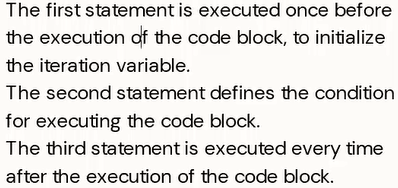 The first statement is executed once before
the execution of the code block, to initialize
the iteration variable.
The second statement defines the condition
for executing the code block.
The third statement is executed every time
after the execution of the code block.